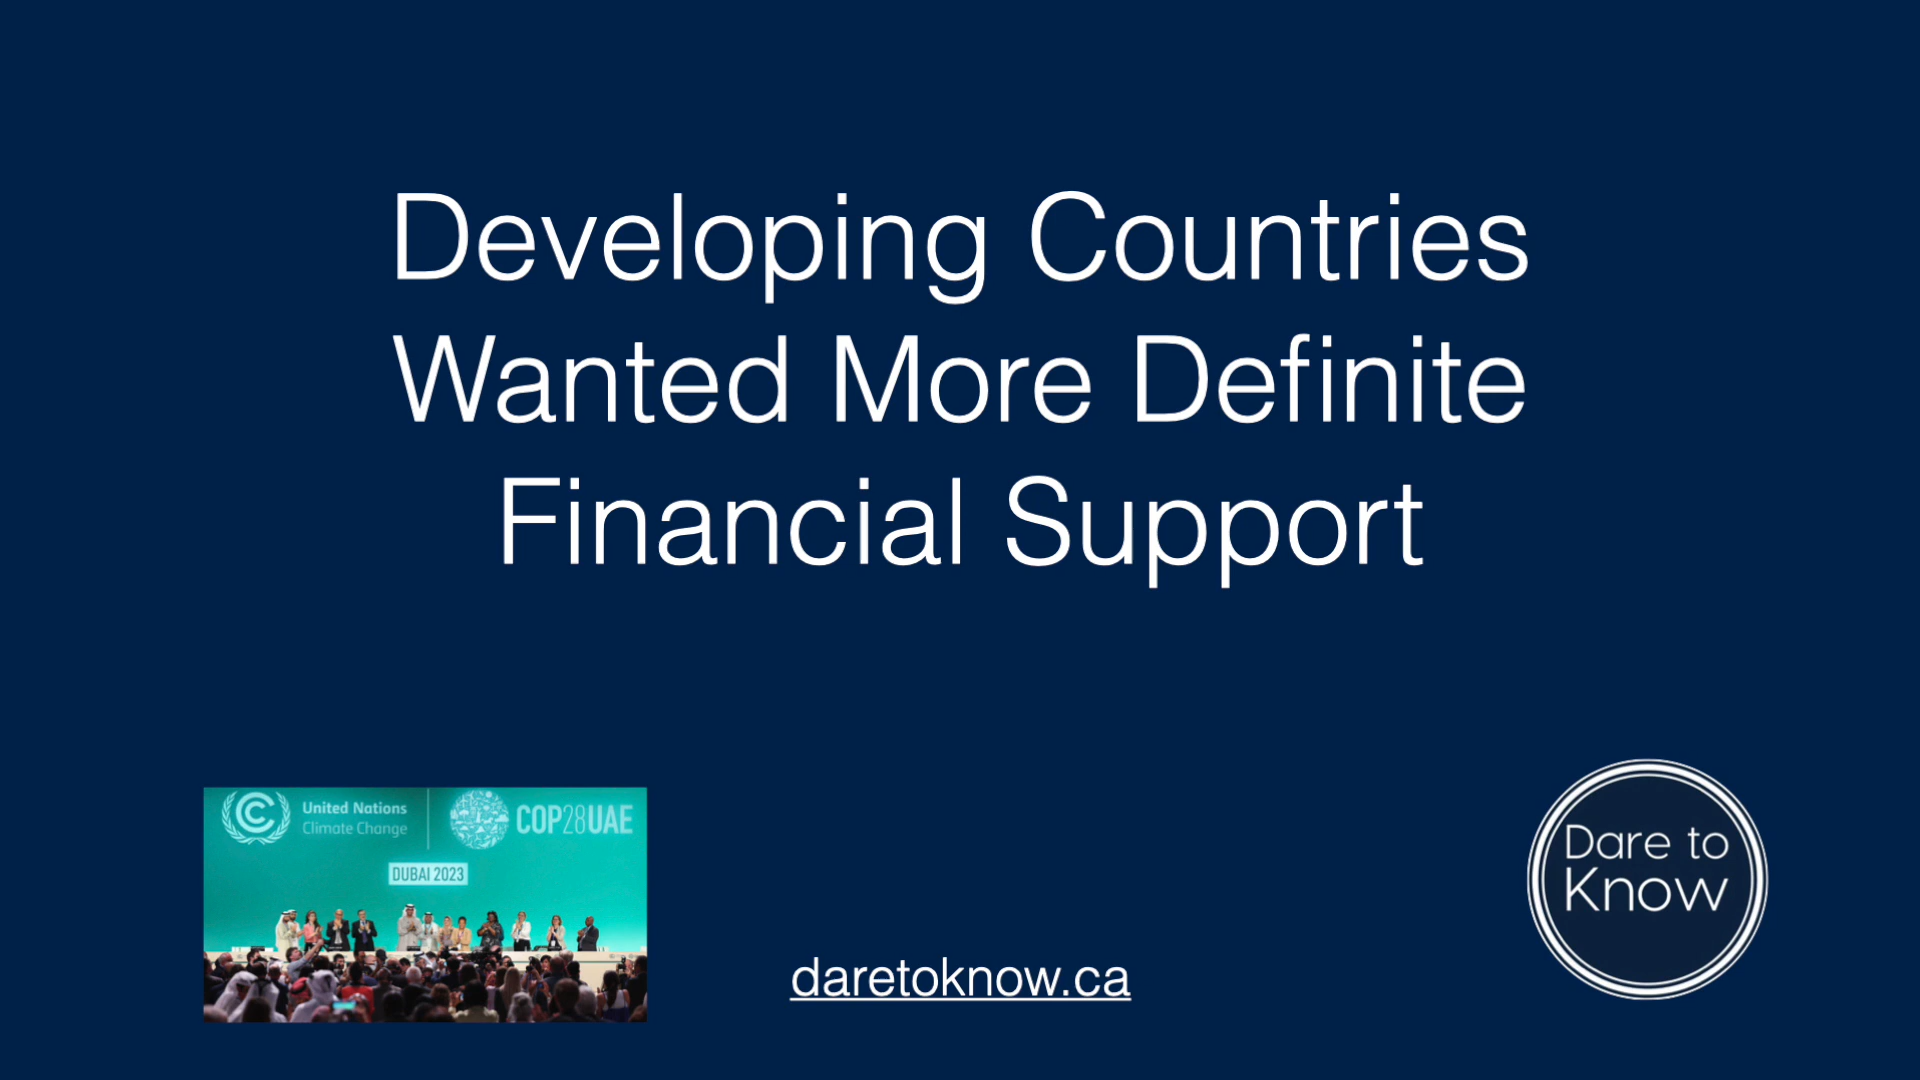 Developing Countries
Wanted More Definite
Financial Support
United Nations
Climate Change
COP28UAE
DUBAI 2023
daretoknow.ca
Dare to
Know